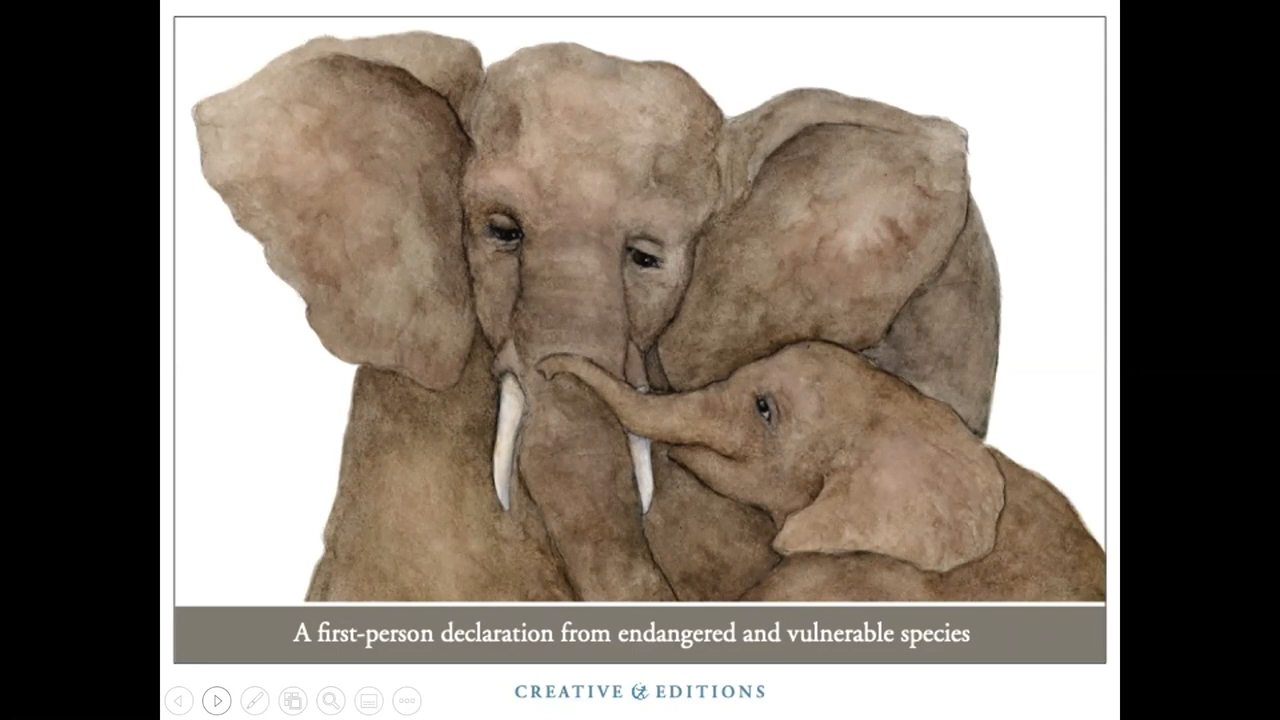 A first-person declaration from endangered and vulnerable species
CREATIVE EDITIONS